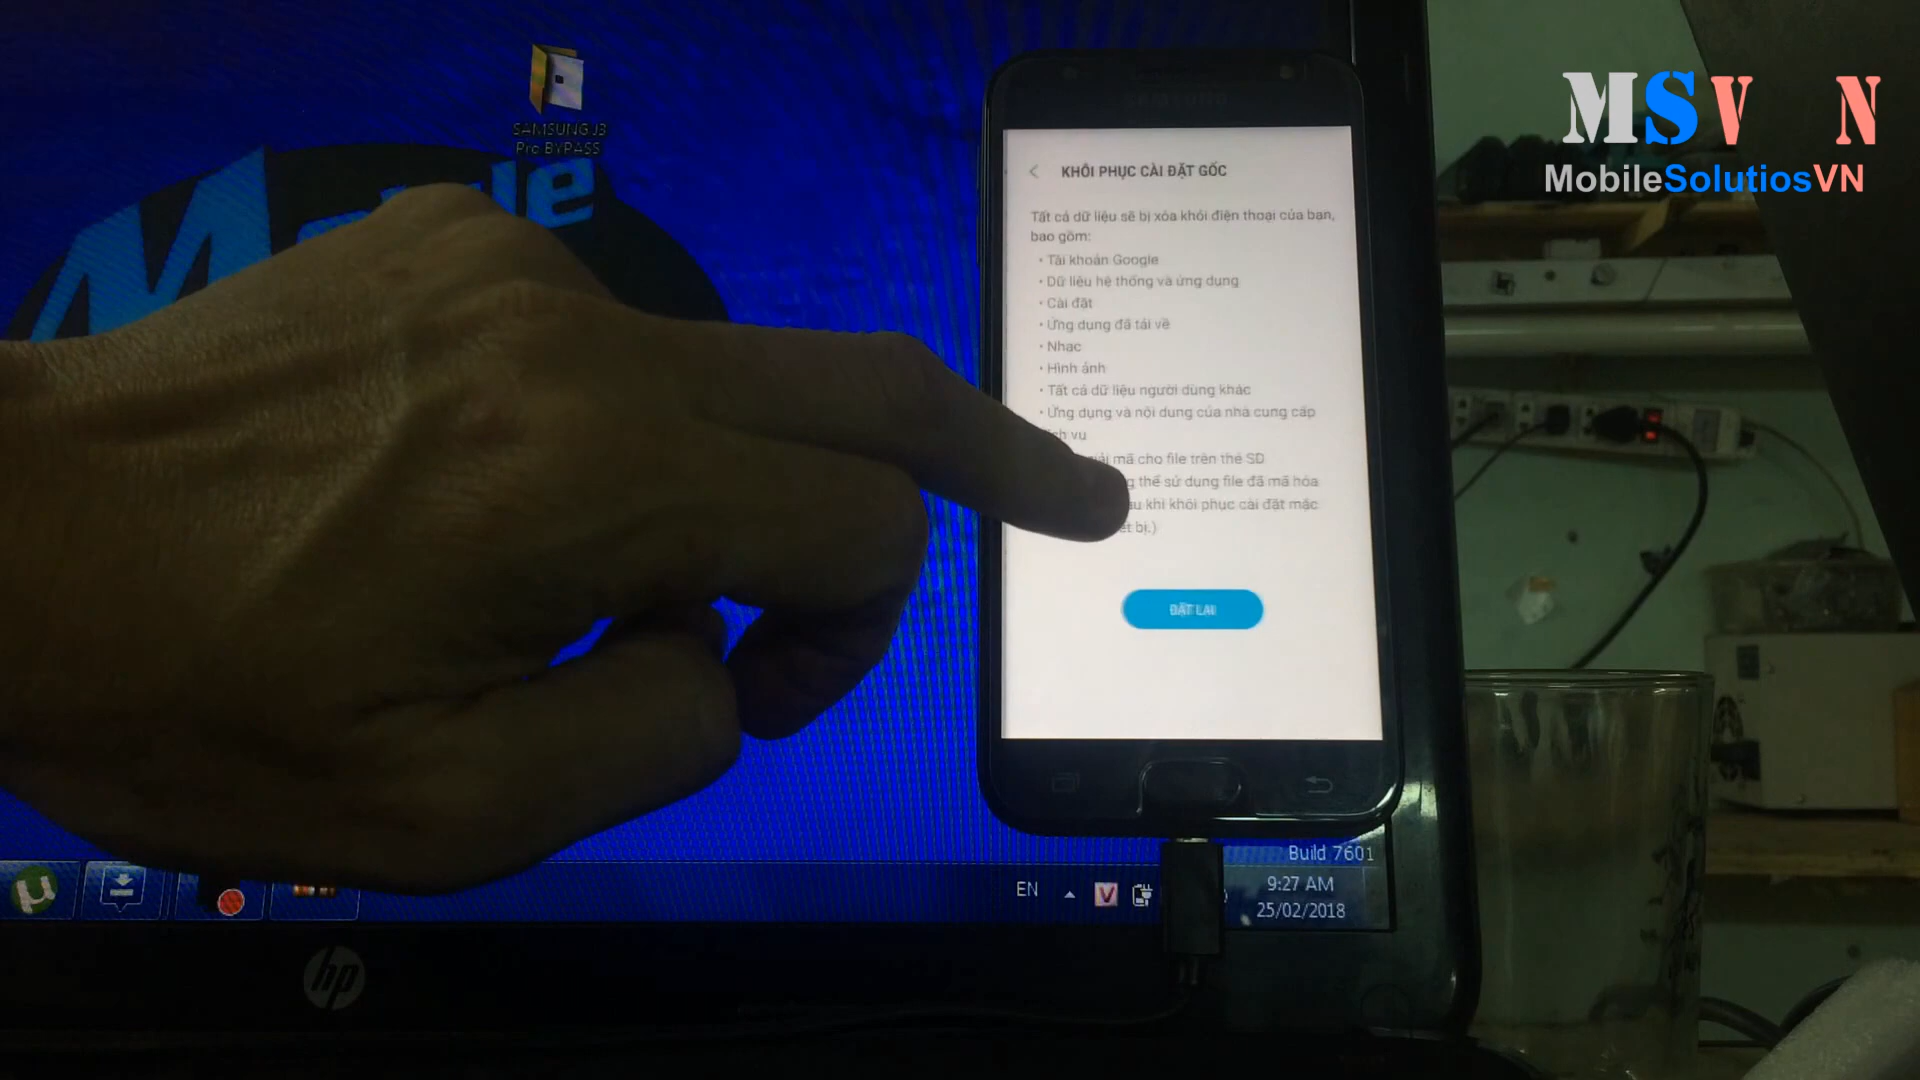 SAMSUNG J3
Pro BYPASS
MSV N
MobileSolutiosVN
SAMSUNG
KHÔI PHỤC CÀI ĐẶT GỐC
Tất cả dữ liệu sẽ bị xóa khỏi điện thoại của bạn,
bao gồm:
• Tài khoản Google
• Dữ liệu hệ thống và ứng dụng
• Cài đặt
• Ứng dụng đã tải về
• Nhạc
• Hình ảnh
• Tất cả dữ liệu người dùng khác
• Ứng dụng và nội dung của nhà cung cấp
vụ
mã cho file trên thẻ SD
thể sử dụng file đã mã hóa
khi khôi phục cài đặt mặc
bị.)
ĐẶT LẠI
Build 7601
EN
V
9:27 AM
25/02/2018
hp